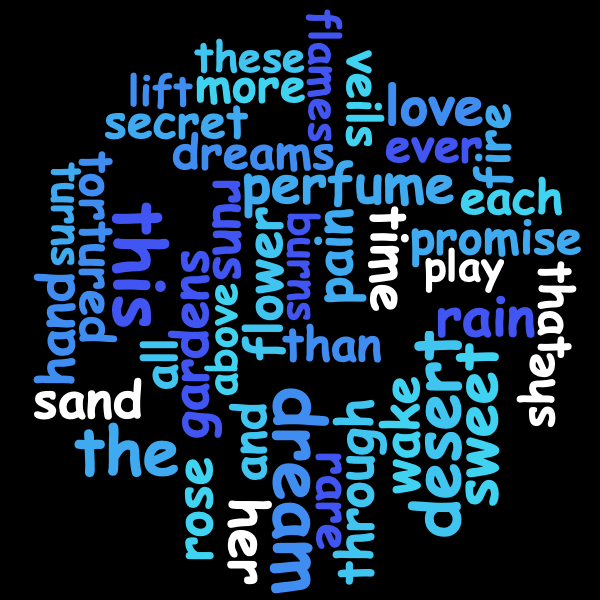 flames
these
veils
lift
more
love
secret
fire
ever
dreams
perfume
each
turns
tortured
this
runs
flower
burns
pain
time
promise
play
that
rain
hand
gardens
above
than
all
she
sand
desert
sweet
wake
the
dream
and
through
rare
rose
her